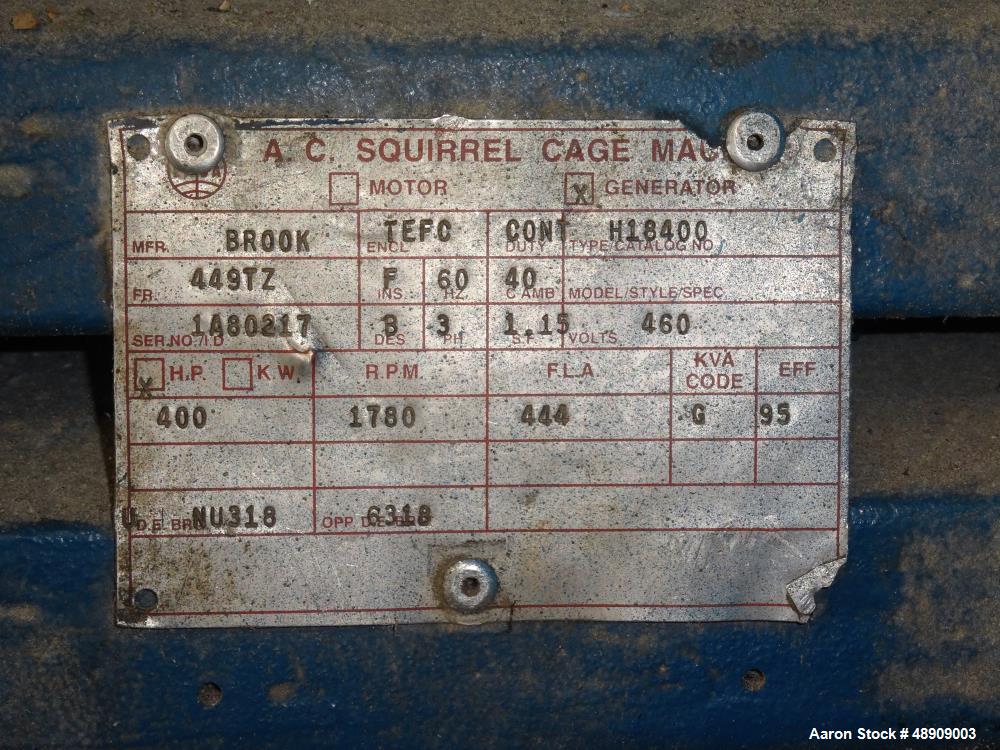 A. C. SQUIRREL CAGE
MOTOR X GENERATOR
MFR. BROOK ENCL TEFC DUTY CONT TYPE/CATALOG NO H18400
FR. 449TZ INS. F HZ 60 C AMB 40 MODEL/STYLE/SPEC.
SER.NO./I.D 1A80217 DES B PH 3 S.F. 1.15 VOLTS 460
X H.P. K.W. R.P.M. F.L.A KVA CODE EFF
400 1780 444 G 95
U D.E. BRG NU318 OPP D.E. 6318
Aaron Stock # 48909003